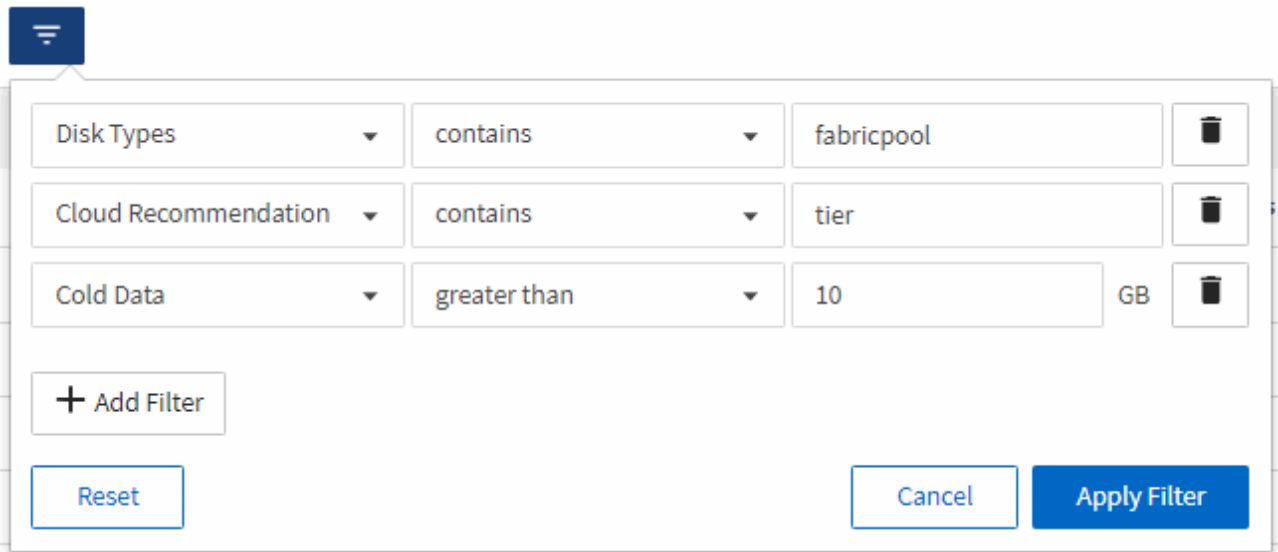 Disk Types contains fabricpool
Cloud Recommendation contains tier
Cold Data greater than 10 GB
+ Add Filter
Reset Cancel Apply Filter